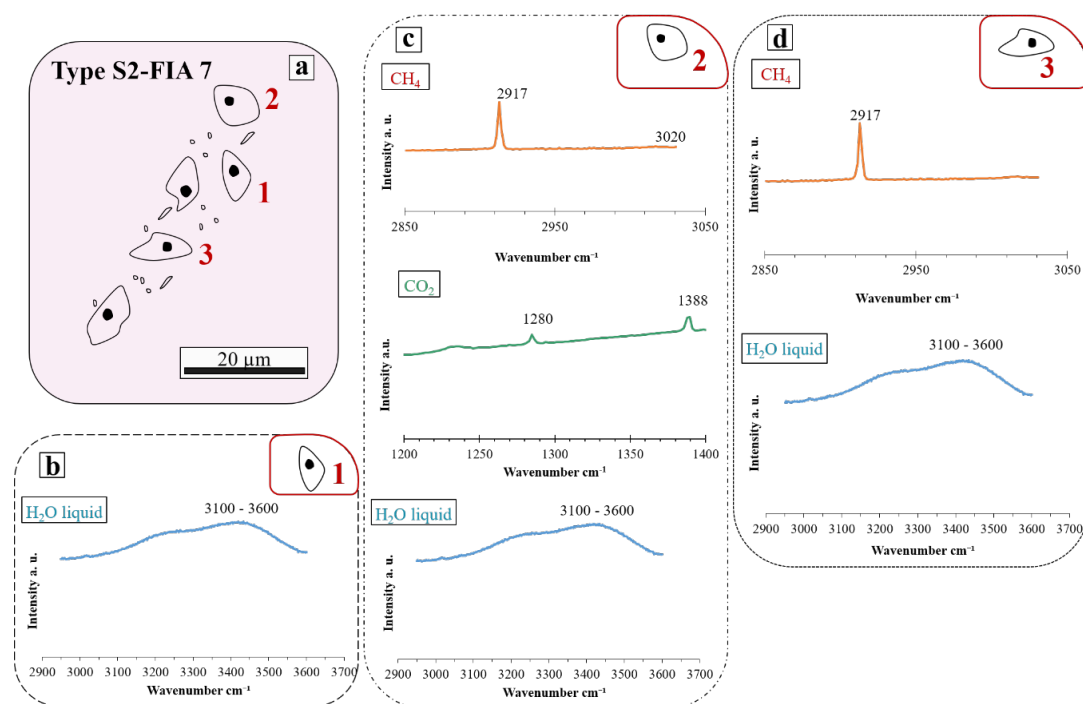 Type S2-FIA 7
a
2
1
3
20 µm
b
1
H₂O liquid
3100 - 3600
Intensity a. u.
2900 3000 3100 3200 3300 3400 3500 3600 3700
Wavenumber cm⁻¹
c
2
CH₄
2917
3020
Intensity a. u.
2850 2950 3050
Wavenumber cm⁻¹
CO₂
1388
1280
Intensity a.u.
1200 1250 1300 1350 1400
Wavenumber cm⁻¹
H₂O liquid
3100 - 3600
Intensity a. u.
2900 3000 3100 3200 3300 3400 3500 3600 3700
Wavenumber cm⁻¹
d
3
CH₄
2917
Intensity a. u.
2850 2950 3050
Wavenumber cm⁻¹
H₂O liquid
3100 - 3600
Intensity a. u.
2900 3000 3100 3200 3300 3400 3500 3600 3700
Wavenumber cm⁻¹